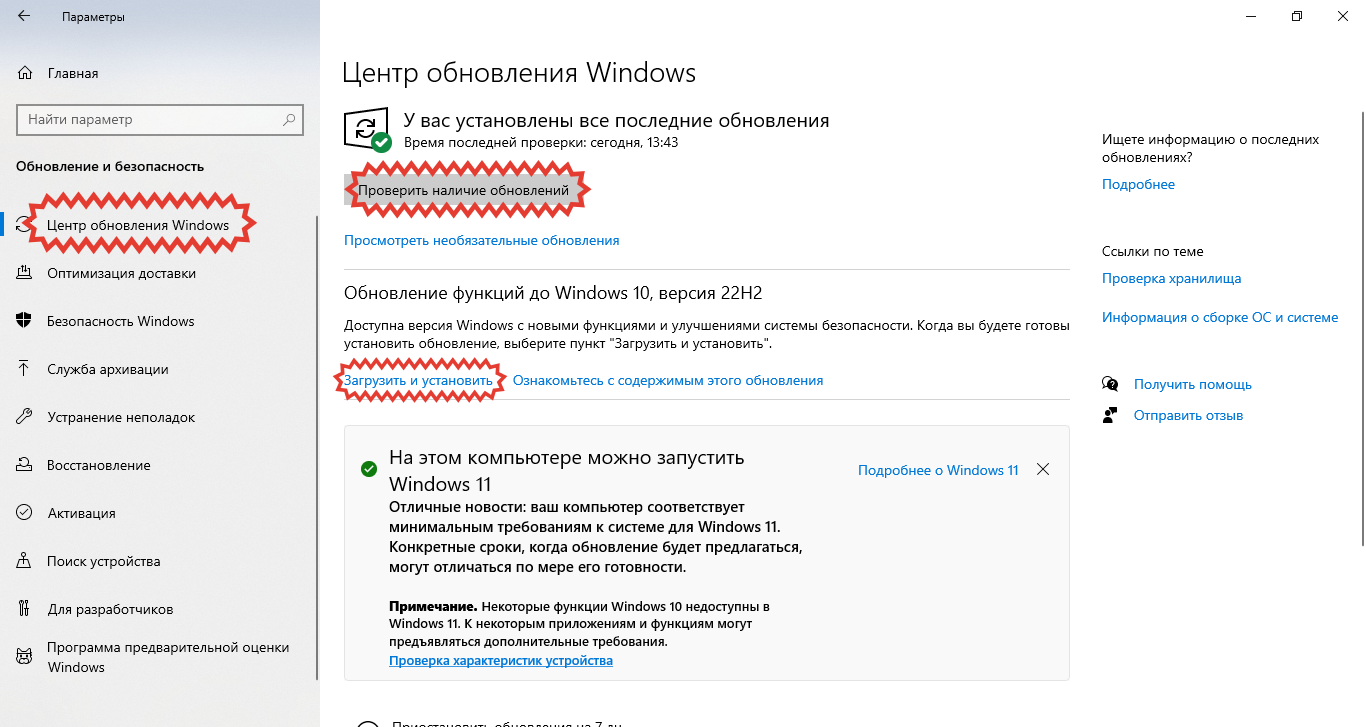 Параметры
Главная
Найти параметр
Обновление и безопасность
Центр обновления Windows
Оптимизация доставки
Безопасность Windows
Служба архивации
Устранение неполадок
Восстановление
Активация
Поиск устройства
Для разработчиков
Программа предварительной оценки
Windows
Центр обновления Windows
У вас установлены все последние обновления
Время последней проверки: сегодня, 13:43
Проверить наличие обновлений
Просмотреть необязательные обновления
Обновление функций до Windows 10, версия 22H2
Доступна версия Windows с новыми функциями и улучшениями системы безопасности. Когда вы будете готовы
установить обновление, выберите пункт "Загрузить и установить".
Загрузить и установить Ознакомьтесь с содержимым этого обновления
На этом компьютере можно запустить
Windows 11
Подробнее о Windows 11
Отличные новости: ваш компьютер соответствует
минимальным требованиям к системе для Windows 11.
Конкретные сроки, когда обновление будет предлагаться,
могут отличаться по мере его готовности.
Примечание. Некоторые функции Windows 10 недоступны в
Windows 11. К некоторым приложениям и функциям могут
предъявляться дополнительные требования.
Проверка характеристик устройства
Приостановить обновления на 7 дн.
Ищете информацию о последних
обновлениях?
Подробнее
Ссылки по теме
Проверка хранилища
Информация о сборке ОС и системе
Получить помощь
Отправить отзыв